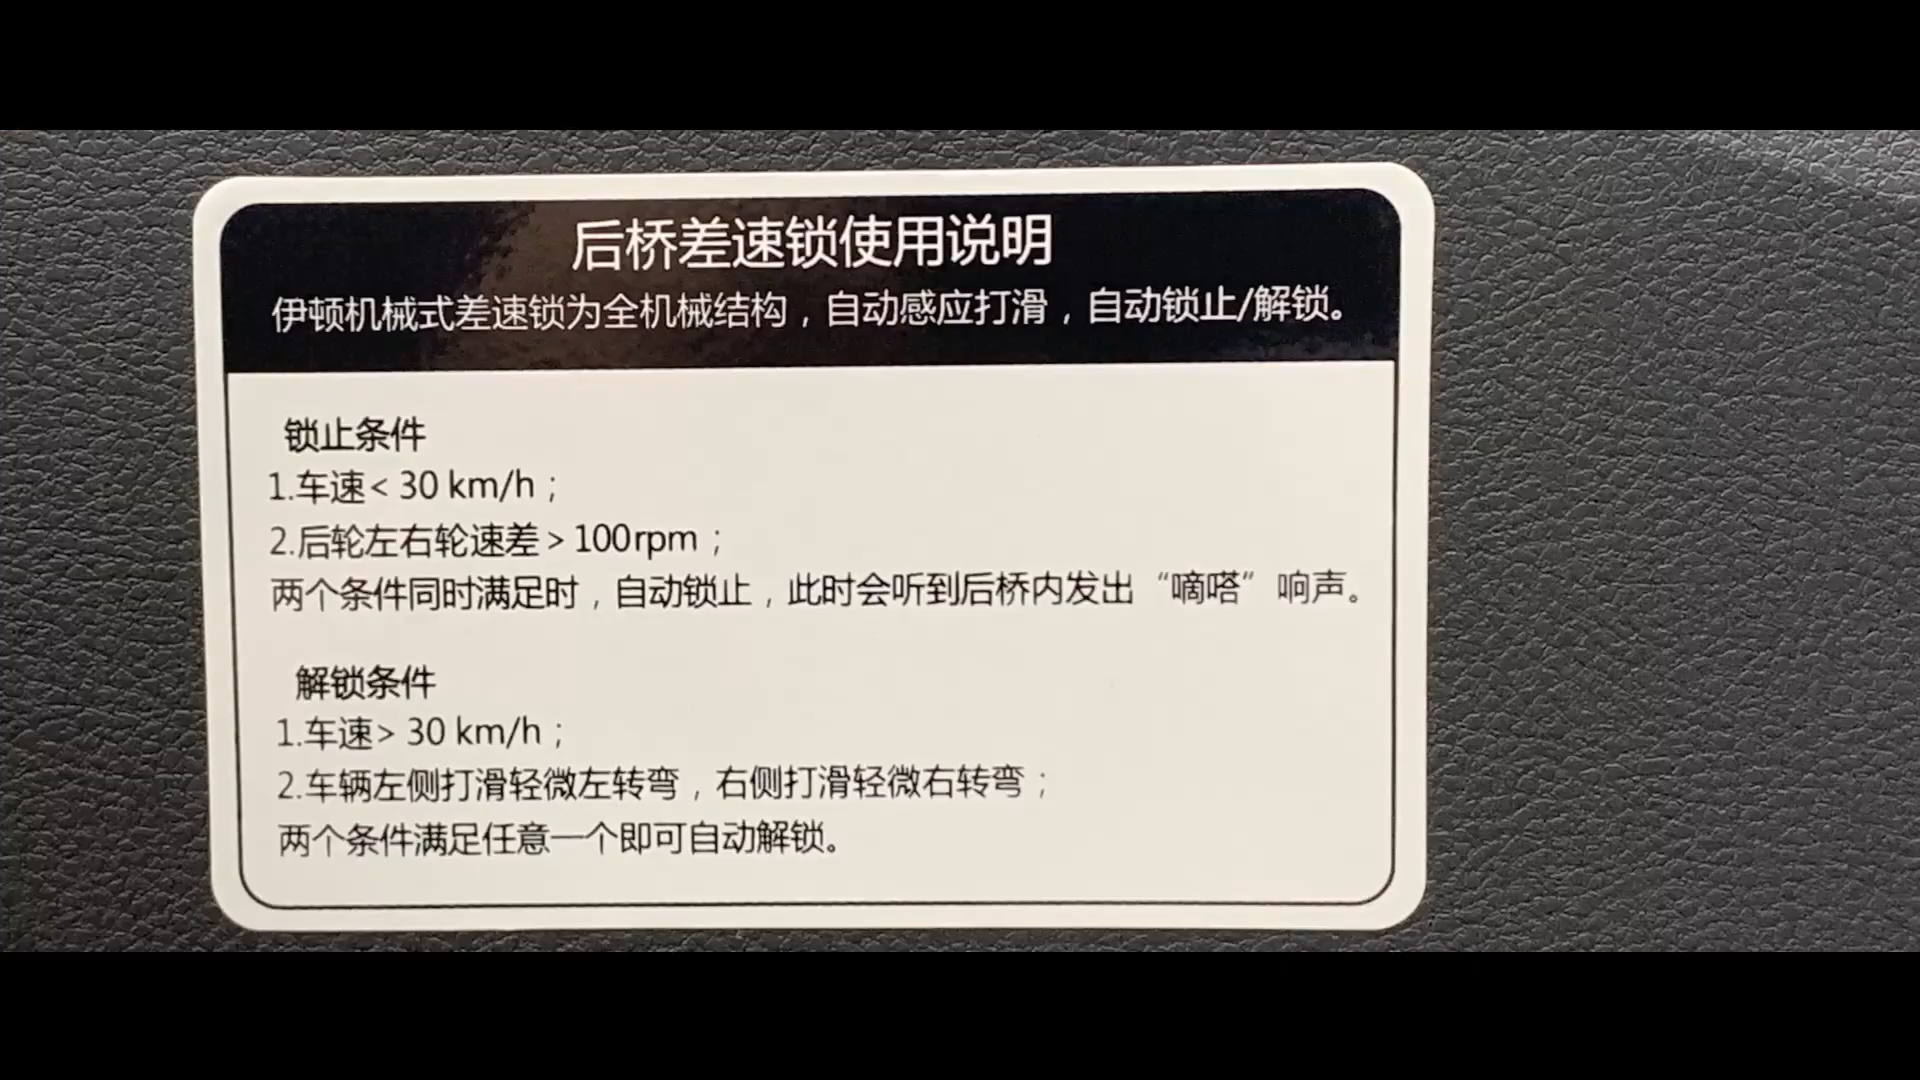 后桥差速锁使用说明
伊顿机械式差速锁为全机械结构，自动感应打滑，自动锁止/解锁。
锁止条件
1.车速< 30 km/h；
2.后轮左右轮速差> 100rpm；
两个条件同时满足时，自动锁止，此时会听到后桥内发出“嘀嗒”响声。
解锁条件
1.车速> 30 km/h；
2.车辆左侧打滑轻微左转弯，右侧打滑轻微右转弯；
两个条件满足任意一个即可自动解锁。